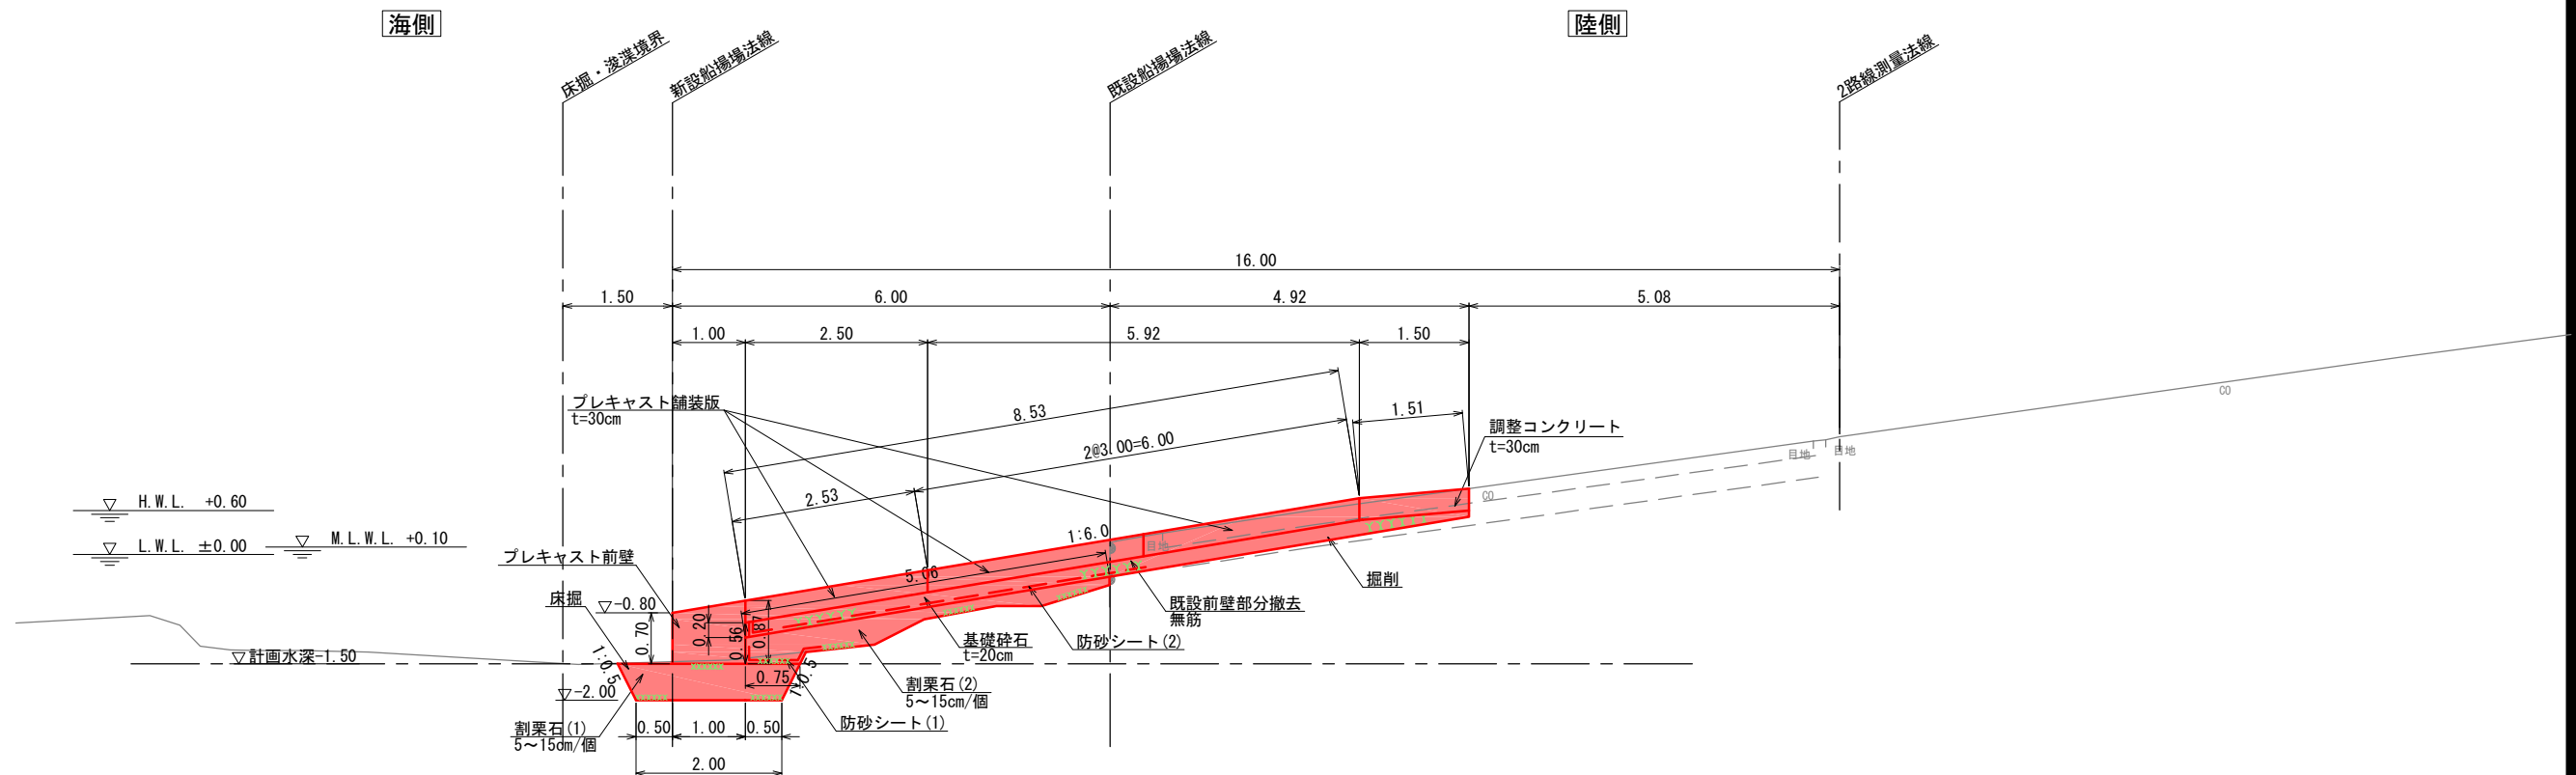 海側
陸側
床掘・浚渫境界
新設船揚場法線
既設船揚場法線
2路線測量法線
16.00
1.50
6.00
4.92
5.08
1.00
2.50
5.92
1.50
プレキャスト舗装版
t=30cm
8.53
1.51
2@3.00=6.00
2.53
調整コンクリート
t=30cm
CO
目地
目地
CO
H.W.L. +0.60
M.L.W.L. +0.10
L.W.L. ±0.00
1:6.0
目地
プレキャスト前壁
5.06
掘削
床掘
-0.80
既設前壁部分撤去
無筋
0.70
0.20
0.56
0.87
基礎砕石
t=20cm
防砂シート(2)
計画水深-1.50
1:0.5
0.75
1:0.5
-2.00
割栗石(2)
5～15cm/個
割栗石(1)
5～15cm/個
防砂シート(1)
0.50
1.00
0.50
2.00